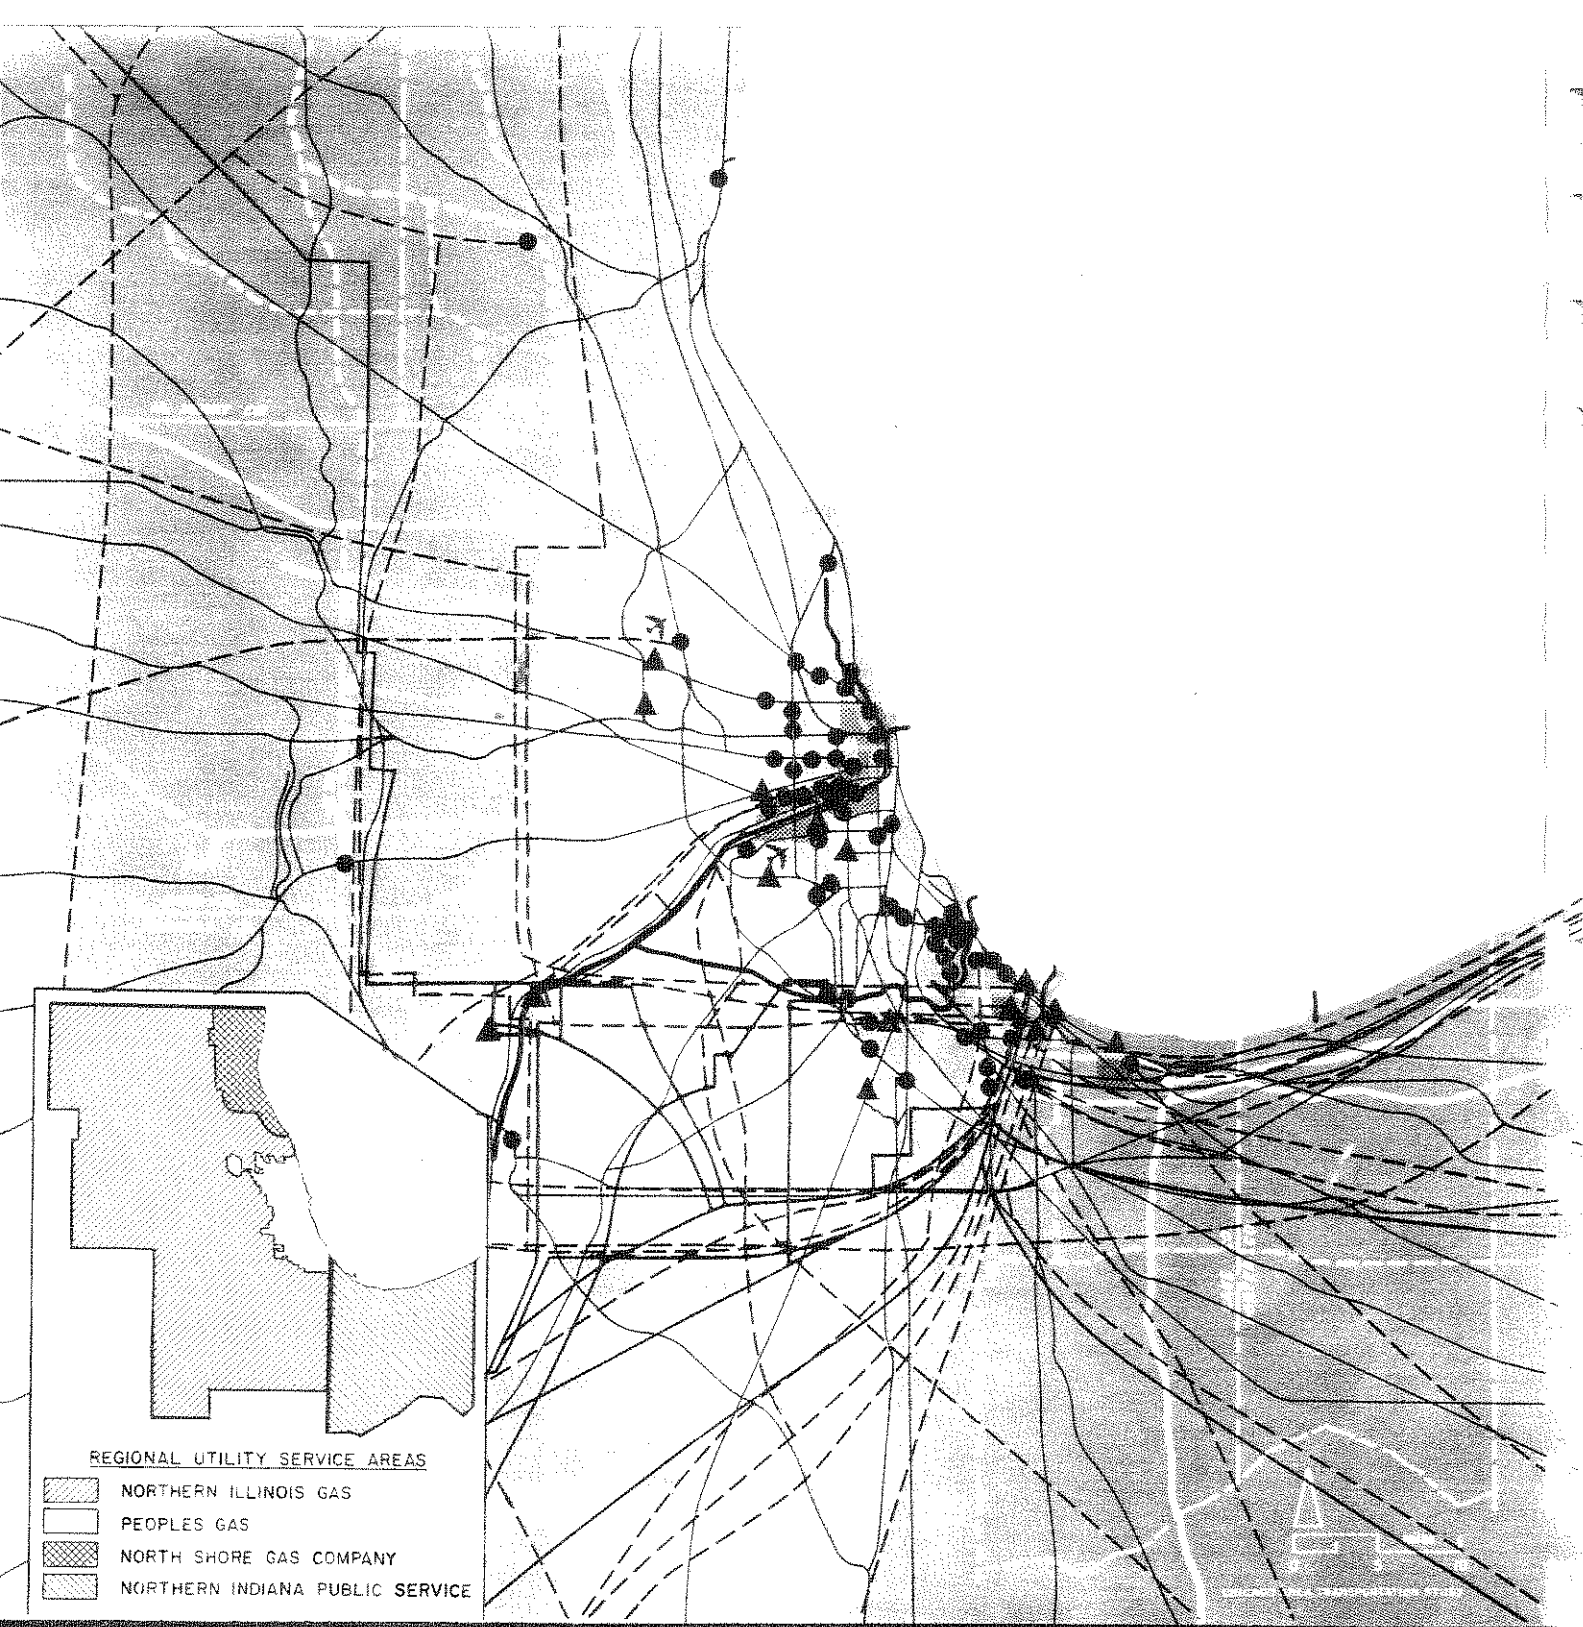 REGIONAL UTILITY SERVICE AREAS
NORTHERN ILLINOIS GAS
PEOPLES GAS
NORTH SHORE GAS COMPANY
NORTHERN INDIANA PUBLIC SERVICE